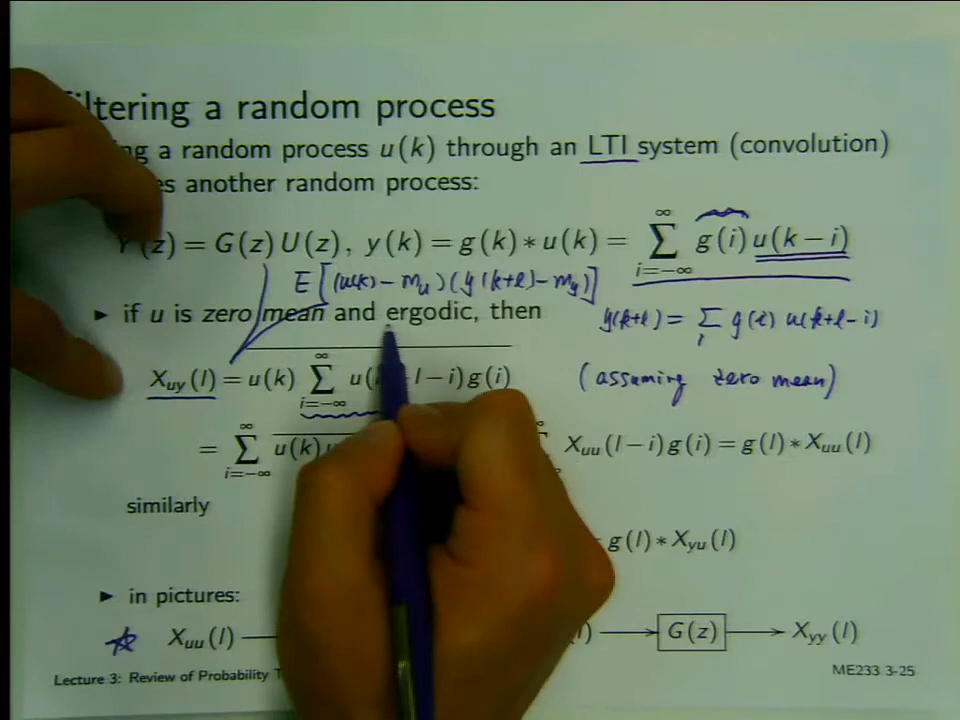 filtering a random process
a random process u(k) through an LTI system (convolution)
another random process:
Y(z) = G(z)U(z), y(k) = g(k) * u(k) = ∑_{i=−∞}^{∞} g(i)u(k−i)
E[(u(k) − m_u)(y(k+l) − m_y)]
▶ if u is zero mean and ergodic, then
y(k+l) = ∑_i g(i) u(k+l−i)
X_uy(l) = u(k) ∑_{i=−∞}^{∞} u( l−i)g(i)
(assuming zero mean)
= ∑_{i=−∞}^{∞} u(k) X_uu(l−i)g(i) = g(l) * X_uu(l)
similarly
g(l) * X_yu(l)
▶ in pictures:
☆ X_uu(l) → G(z) → X_yy(l)
Lecture 3: Review of Probability
ME233 3-25